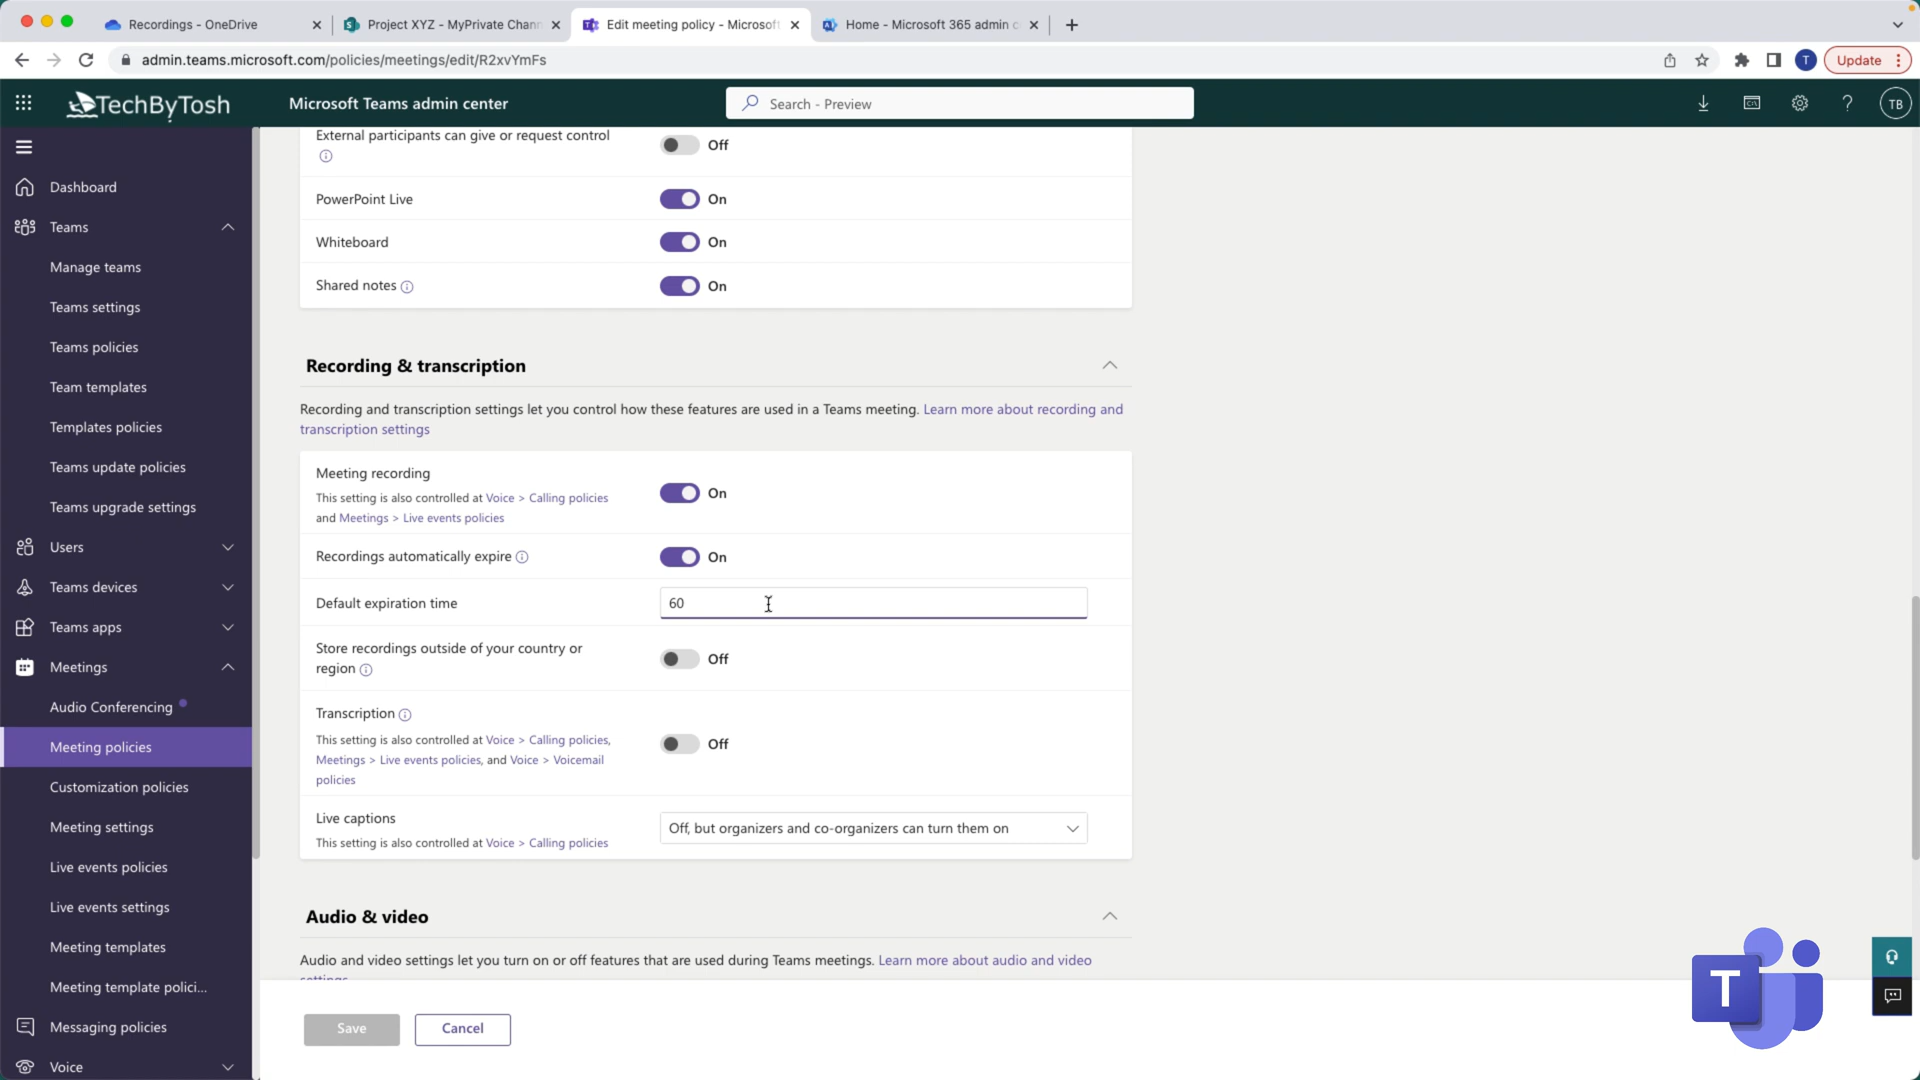 Recordings - OneDrive
Project XYZ - MyPrivate Chann
Edit meeting policy - Microsoft
Home - Microsoft 365 admin c
admin.teams.microsoft.com/policies/meetings/edit/R2xvYmFs
T
Update
TechByTosh
Microsoft Teams admin center
Search - Preview
TB
Dashboard
Teams
Manage teams
Teams settings
Teams policies
Team templates
Templates policies
Teams update policies
Teams upgrade settings
Users
Teams devices
Teams apps
Meetings
Audio Conferencing
Meeting policies
Customization policies
Meeting settings
Live events policies
Live events settings
Meeting templates
Meeting template polici...
Messaging policies
Voice
External participants can give or request control
Off
PowerPoint Live
On
Whiteboard
On
Shared notes
On
Recording & transcription
Recording and transcription settings let you control how these features are used in a Teams meeting. Learn more about recording and
transcription settings
Meeting recording
This setting is also controlled at Voice > Calling policies
and Meetings > Live events policies
On
Recordings automatically expire
On
Default expiration time
60
Store recordings outside of your country or
region
Off
Transcription
This setting is also controlled at Voice > Calling policies,
Meetings > Live events policies, and Voice > Voicemail
policies
Off
Live captions
This setting is also controlled at Voice > Calling policies
Off, but organizers and co-organizers can turn them on
Audio & video
Audio and video settings let you turn on or off features that are used during Teams meetings. Learn more about audio and video
settings
Save
Cancel
T